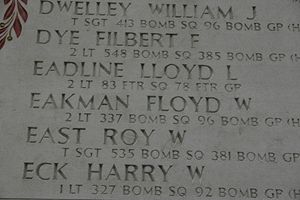 DWELLEY WILLIAM J
T SGT 413 BOMB SQ 96 BOMB GP (H
DYE FILBERT F
2 LT 548 BOMB SQ 385 BOMB GP (H
EADLINE LLOYD L
2 LT 83 FTR SQ 78 FTR GP
EAKMAN FLOYD W
2 LT 337 BOMB SQ 96 BOMB GP (H
EAST ROY W
T SGT 535 BOMB SQ 381 BOMB GP
ECK HARRY W
1 LT 327 BOMB SQ 92 BOMB GP (H